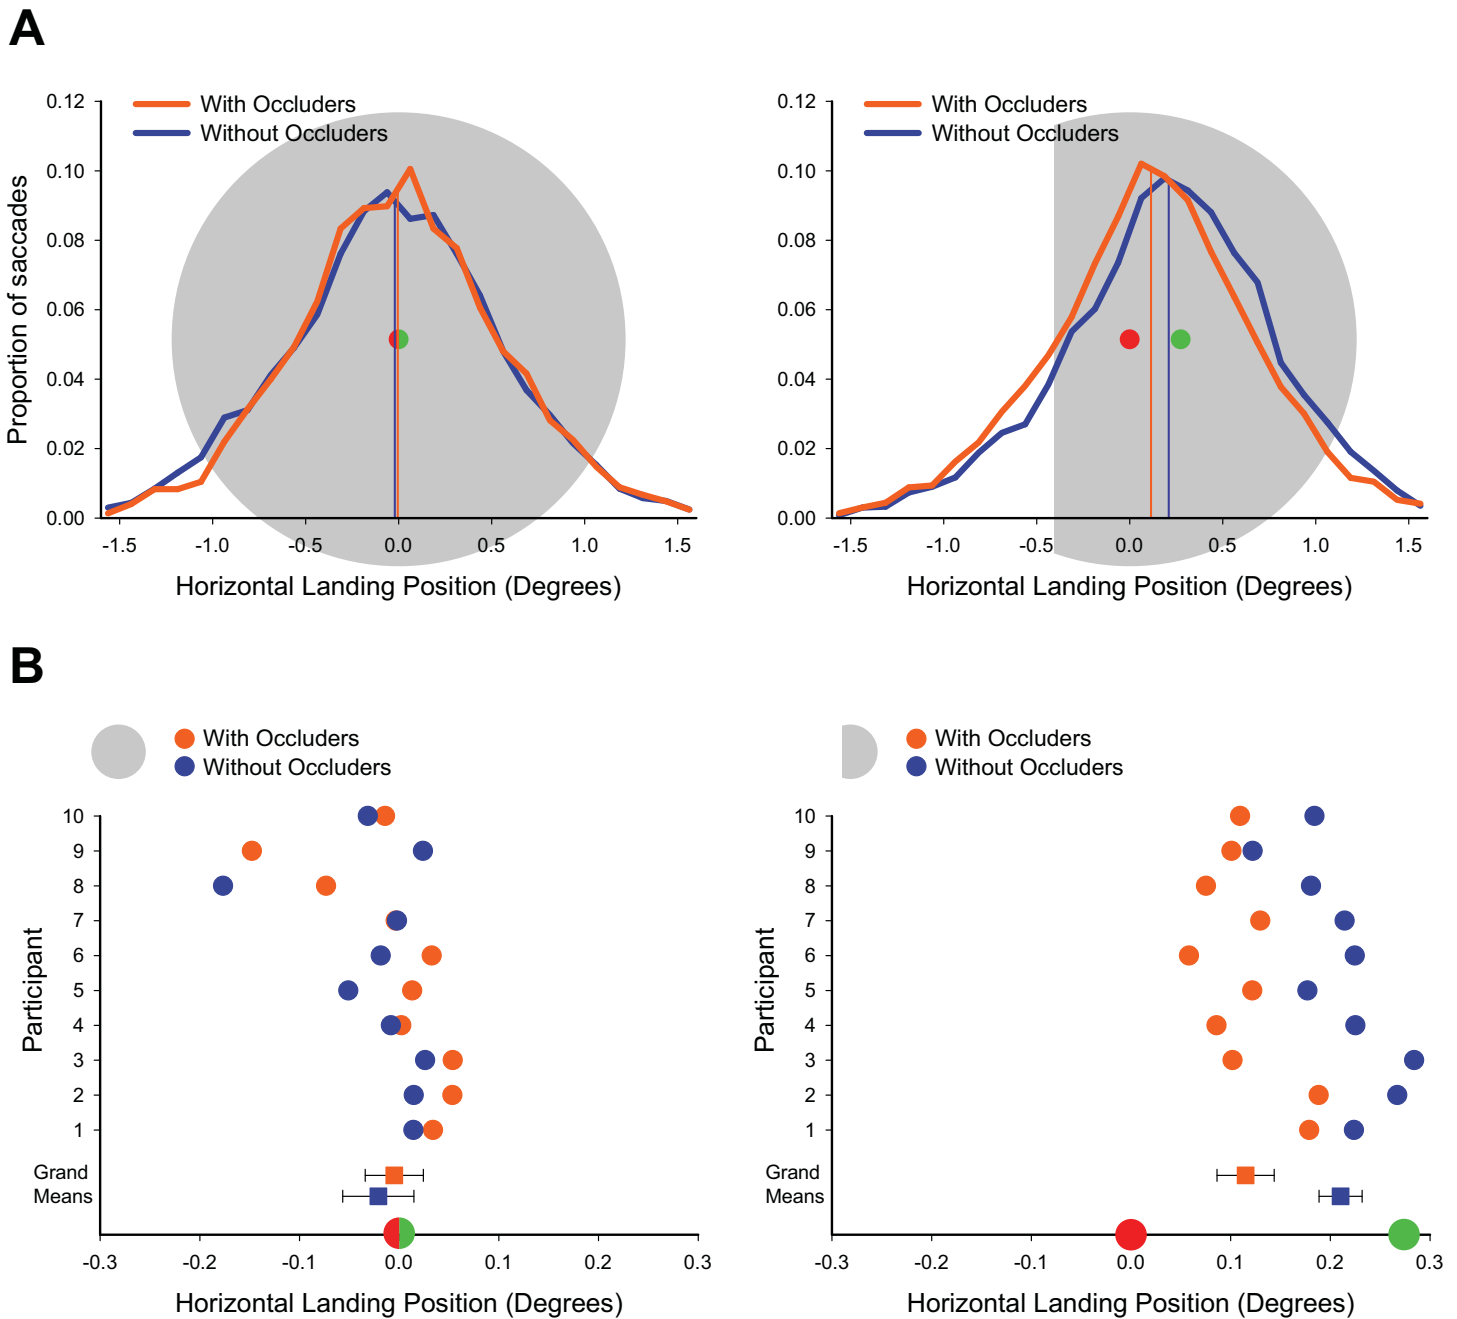 A
With Occluders
Without Occluders
Proportion of saccades
0.12
0.10
0.08
0.06
0.04
0.02
0.00
-1.5 -1.0 -0.5 0.0 0.5 1.0 1.5
Horizontal Landing Position (Degrees)
With Occluders
Without Occluders
0.12
0.10
0.08
0.06
0.04
0.02
0.00
-1.5 -1.0 -0.5 0.0 0.5 1.0 1.5
Horizontal Landing Position (Degrees)
B
With Occluders
Without Occluders
Participant
10
9
8
7
6
5
4
3
2
1
Grand
Means
-0.3 -0.2 -0.1 0.0 0.1 0.2 0.3
Horizontal Landing Position (Degrees)
With Occluders
Without Occluders
Participant
10
9
8
7
6
5
4
3
2
1
Grand
Means
-0.3 -0.2 -0.1 0.0 0.1 0.2 0.3
Horizontal Landing Position (Degrees)